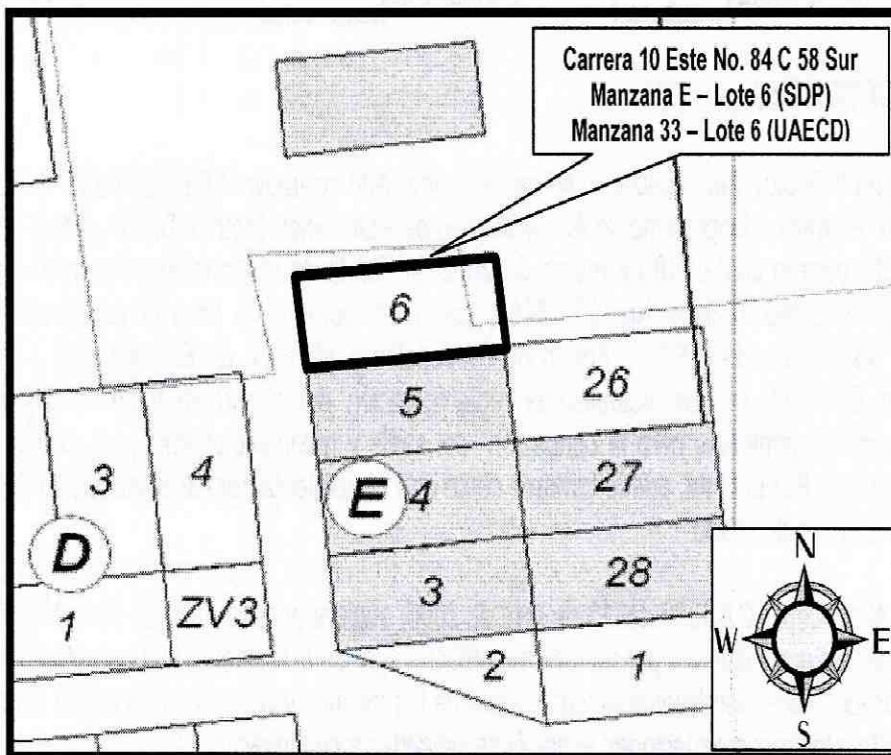 Carrera 10 Este No. 84 C 58 Sur
Manzana E – Lote 6 (SDP)
Manzana 33 – Lote 6 (UAECD)
6
5
26
3
4
E
4
27
D
3
28
1
ZV3
2
1
N
W
E
S